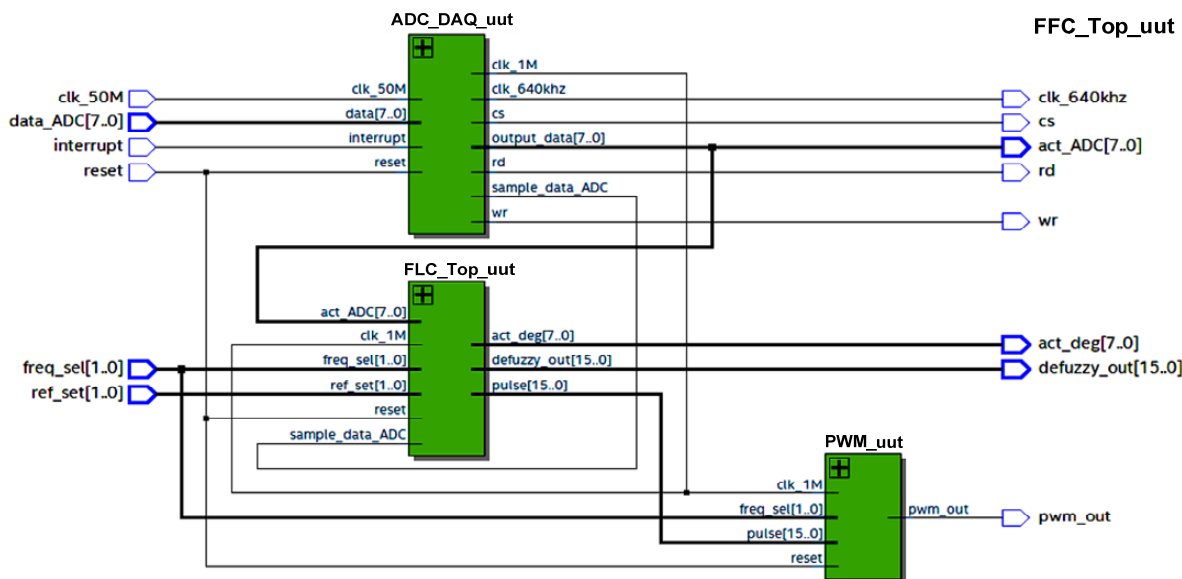 ADC_DAQ_uut
FFC_Top_uut
clk_1M
clk_50M
clk_50M
clk_640khz
clk_640khz
data_ADC[7..0]
data[7..0]
cs
cs
interrupt
interrupt
output_data[7..0]
act_ADC[7..0]
reset
reset
rd
rd
sample_data_ADC
wr
wr
FLC_Top_uut
act_ADC[7..0]
clk_1M
act_deg[7..0]
act_deg[7..0]
freq_sel[1..0]
freq_sel[1..0]
defuzzy_out[15..0]
defuzzy_out[15..0]
ref_set[1..0]
ref_set[1..0]
pulse[15..0]
reset
sample_data_ADC
PWM_uut
clk_1M
freq_sel[1..0]
pwm_out
pwm_out
pulse[15..0]
reset